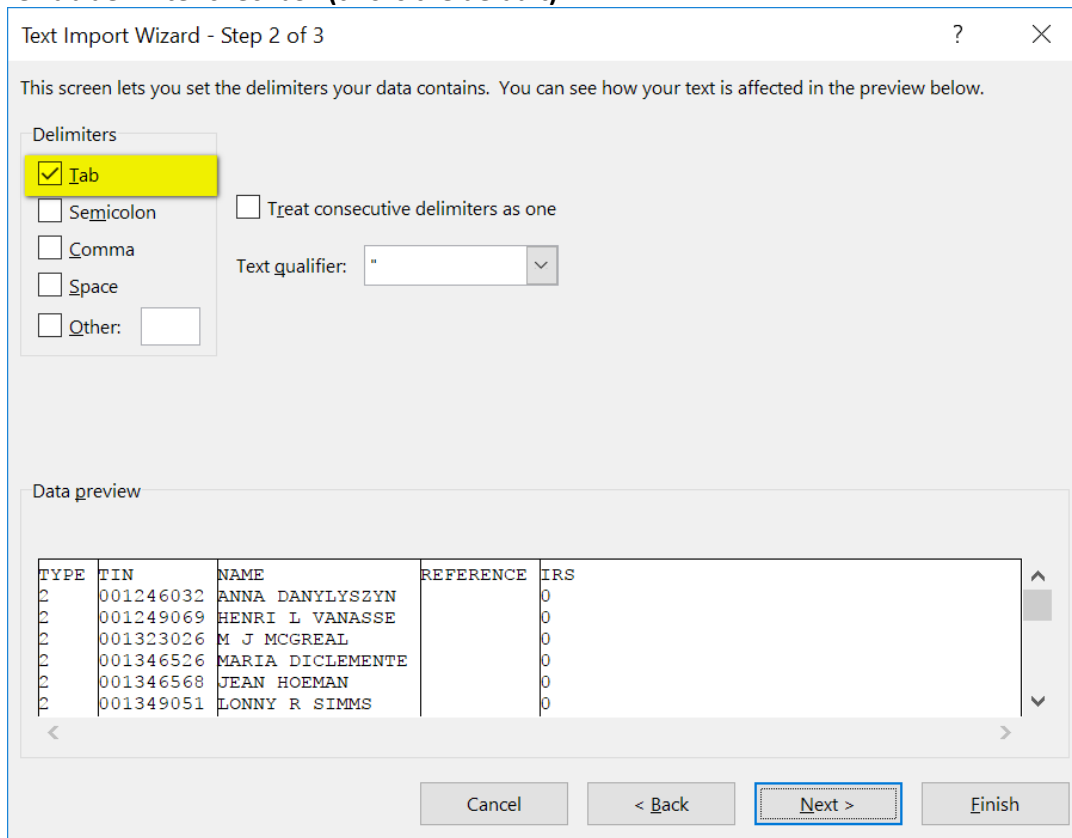 Text Import Wizard - Step 2 of 3 ?
This screen lets you set the delimiters your data contains. You can see how your text is affected in the preview below.
Delimiters
Tab
Semicolon
Comma
Space
Other:
Treat consecutive delimiters as one
Text qualifier: "
Data preview
TYPE TIN NAME REFERENCE IRS
2 001246032 ANNA DANYLYSZYN 0
2 001249069 HENRI L VANASSE 0
2 001323026 M J MCGREAL 0
2 001346526 MARIA DICLEMENTE 0
2 001346568 JEAN HOEMAN 0
2 001349051 LONNY R SIMMS 0
Cancel < Back Next > Finish